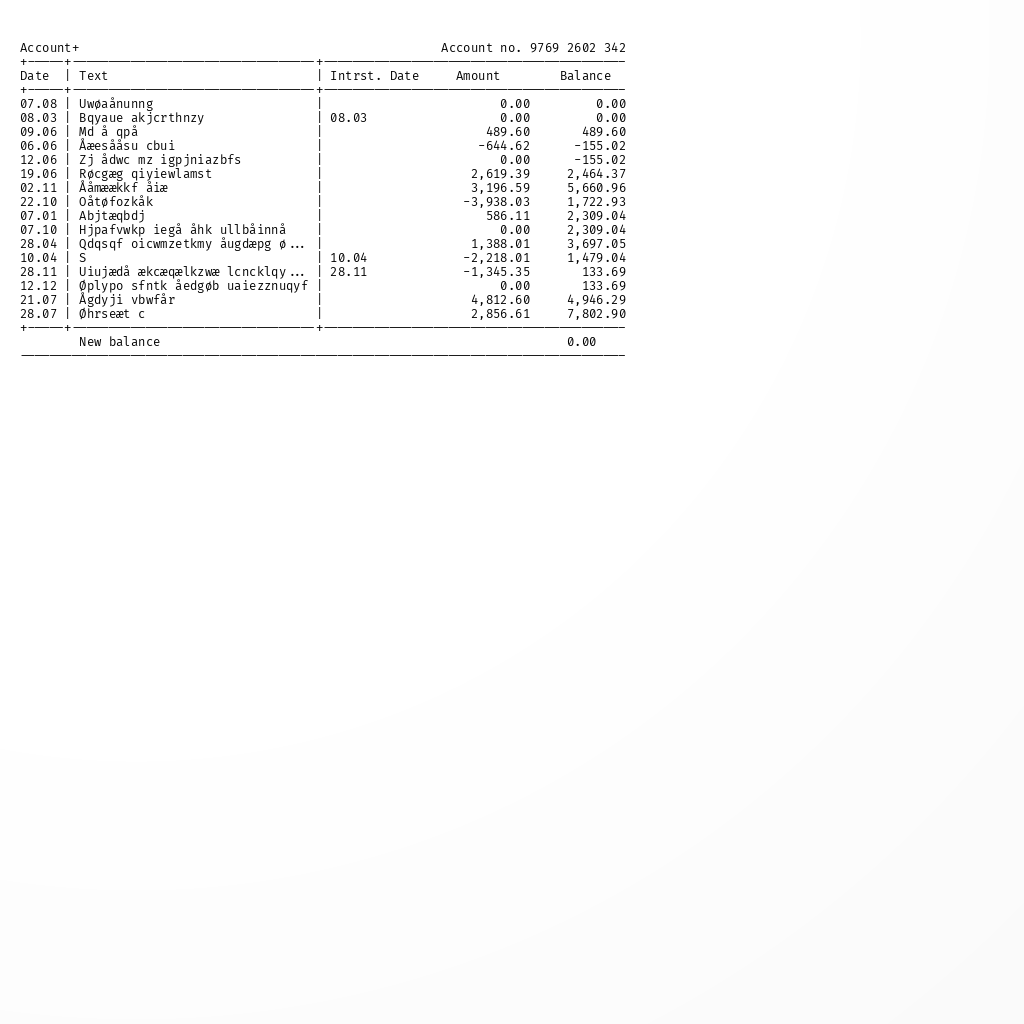 Account+ Account no. 9769 2602 342
Date | Text | Intrst. Date Amount Balance
07.08 | Uwøaånunng | 0.00 0.00
08.03 | Bqyaue akjcrthnzy | 08.03 0.00 0.00
09.06 | Md å qpå | 489.60 489.60
06.06 | Åæesååsu cbui | -644.62 -155.02
12.06 | Zj ådwc mz igpjniazbfs | 0.00 -155.02
19.06 | Røcgæg qiyiewlamst | 2,619.39 2,464.37
02.11 | Ååmæækkf åiæ | 3,196.59 5,660.96
22.10 | Oåtøfozkåk | -3,938.03 1,722.93
07.01 | Abjtæqbdj | 586.11 2,309.04
07.10 | Hjpafvwkp iegå åhk ullbåinnå | 0.00 2,309.04
28.04 | Qdqsqf oicwmzetkmy åugdæpg ø... | 1,388.01 3,697.05
10.04 | S | 10.04 -2,218.01 1,479.04
28.11 | Uiujædå ækcæqælkzwæ lcncklqy... | 28.11 -1,345.35 133.69
12.12 | Øplypo sfntk åedgøb uaiezznuqyf | 0.00 133.69
21.07 | Ågdyji vbwfår | 4,812.60 4,946.29
28.07 | Øhrseæt c | 2,856.61 7,802.90
New balance 0.00